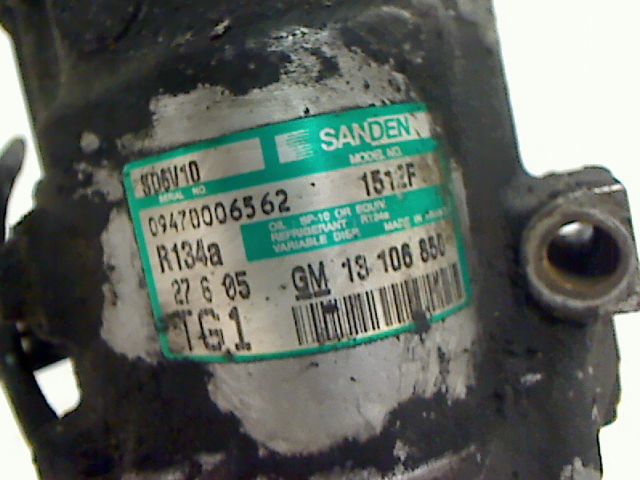 SANDEN
SD6V10
MODEL NO.
SERIAL NO.
1512F
09470006562
OIL : SP-10 OR EQUIV.
REFRIGERANT : R134a
VARIABLE DISP. MADE IN
R134a
27 6 05
GM 13 106 850
TG1